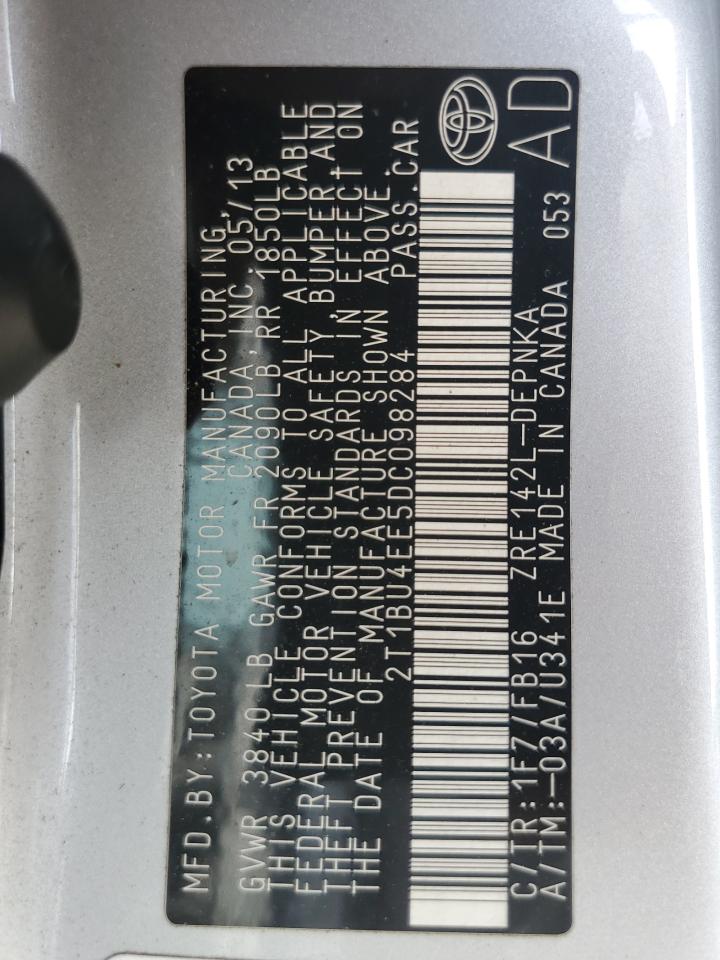 MFD.BY:TOYOTA MOTOR MANUFACTURING,
CANADA, INC. 05/13
GVWR 3840LB GAWR FR 2090LB RR 1850LB
THIS VEHICLE CONFORMS TO ALL APPLICABLE
FEDERAL MOTOR VEHICLE SAFETY, BUMPER, AND
THEFT PREVENTION STANDARDS IN EFFECT ON
THE DATE OF MANUFACTURE SHOWN ABOVE.
2T1BU4EE5DC098284 PASS.CAR
C/TR:1F7/FB16 ZRE142L-DEPNKA
A/TM:-03A/U341E MADE IN CANADA 053
AD